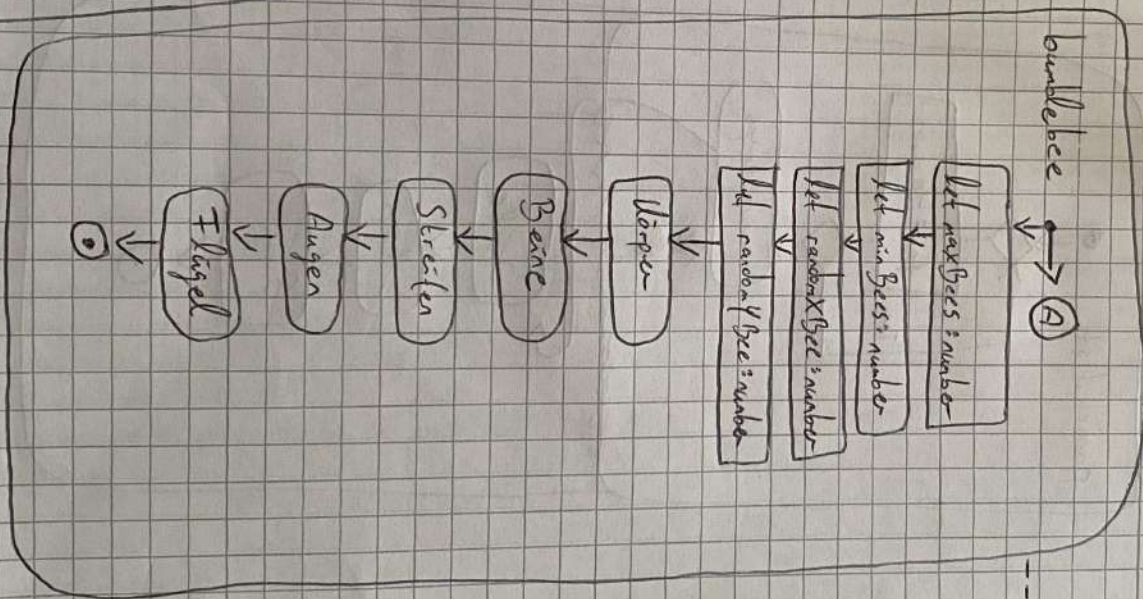 bumblebee A
let maxBees: number
let minBees: number
let randomXBee: number
let randomYBee: number
Körper
Beine
Streifen
Augen
Flügel